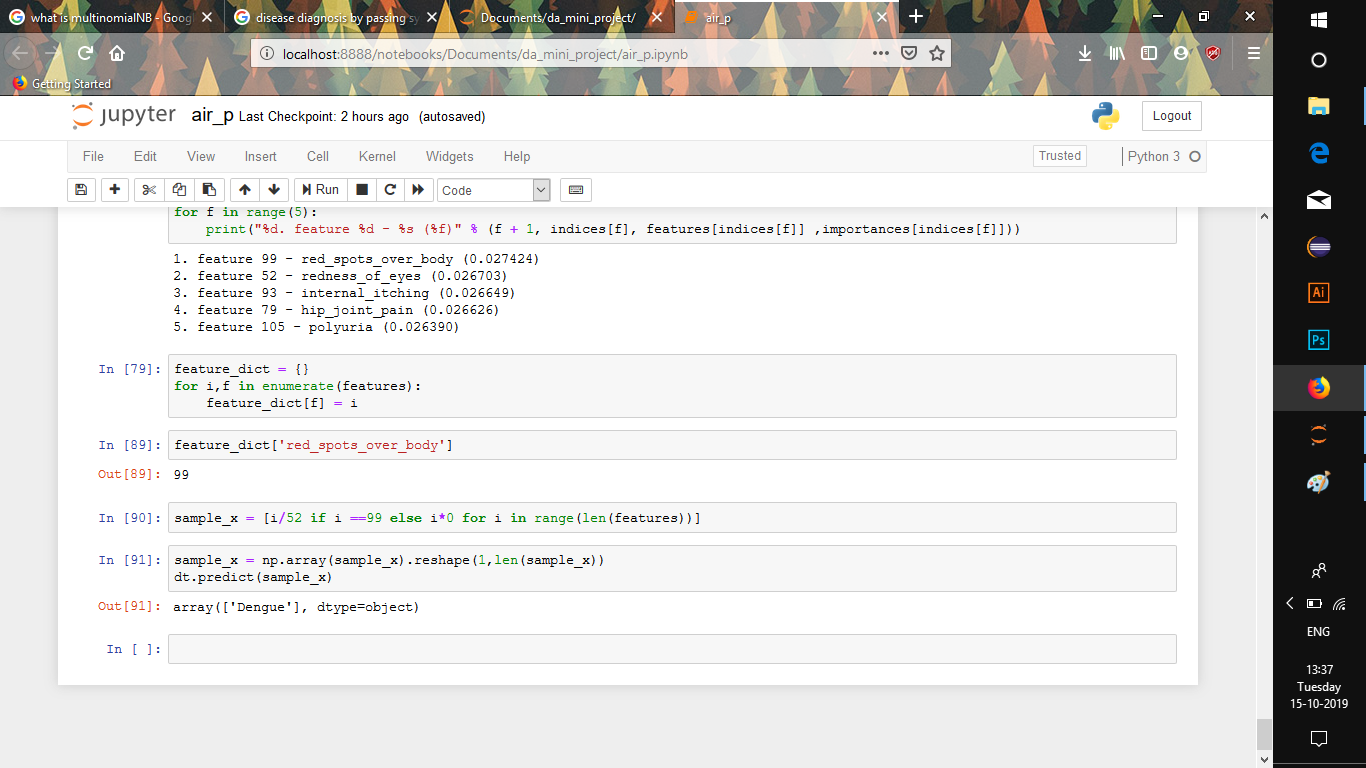 what is multinomialNB - Goog
disease diagnosis by passing sy
Documents/da_mini_project/
air_p
localhost:8888/notebooks/Documents/da_mini_project/air_p.ipynb
Getting Started
jupyter air_p Last Checkpoint: 2 hours ago (autosaved)
Logout
File Edit View Insert Cell Kernel Widgets Help
Trusted
Python 3
Run
Code
for f in range(5):
    print("%d. feature %d - %s (%f)" % (f + 1, indices[f], features[indices[f]] ,importances[indices[f]]))
1. feature 99 - red_spots_over_body (0.027424)
2. feature 52 - redness_of_eyes (0.026703)
3. feature 93 - internal_itching (0.026649)
4. feature 79 - hip_joint_pain (0.026626)
5. feature 105 - polyuria (0.026390)
In [79]: feature_dict = {}
for i,f in enumerate(features):
    feature_dict[f] = i
In [89]: feature_dict['red_spots_over_body']
Out[89]: 99
In [90]: sample_x = [i/52 if i ==99 else i*0 for i in range(len(features))]
In [91]: sample_x = np.array(sample_x).reshape(1,len(sample_x))
dt.predict(sample_x)
Out[91]: array(['Dengue'], dtype=object)
In [ ]:
Ai
Ps
ENG
13:37
Tuesday
15-10-2019